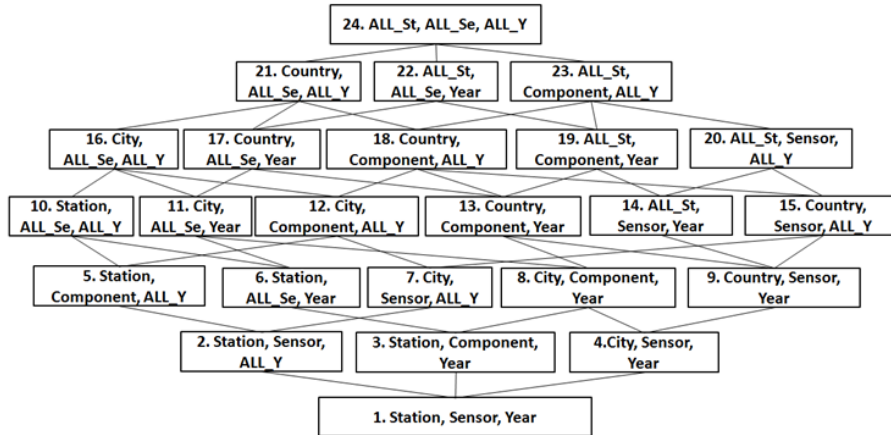 24. ALL_St, ALL_Se, ALL_Y
21. Country,
ALL_Se, ALL_Y
22. ALL_St,
ALL_Se, Year
23. ALL_St,
Component, ALL_Y
16. City,
ALL_Se, ALL_Y
17. Country,
ALL_Se, Year
18. Country,
Component, ALL_Y
19. ALL_St,
Component, Year
20. ALL_St, Sensor,
ALL_Y
10. Station,
ALL_Se, ALL_Y
11. City,
ALL_Se, Year
12. City,
Component, ALL_Y
13. Country,
Component, Year
14. ALL_St,
Sensor, Year
15. Country,
Sensor, ALL_Y
5. Station,
Component, ALL_Y
6. Station,
ALL_Se, Year
7. City,
Sensor, ALL_Y
8. City, Component,
Year
9. Country, Sensor,
Year
2. Station, Sensor,
ALL_Y
3. Station, Component,
Year
4.City, Sensor,
Year
1. Station, Sensor, Year